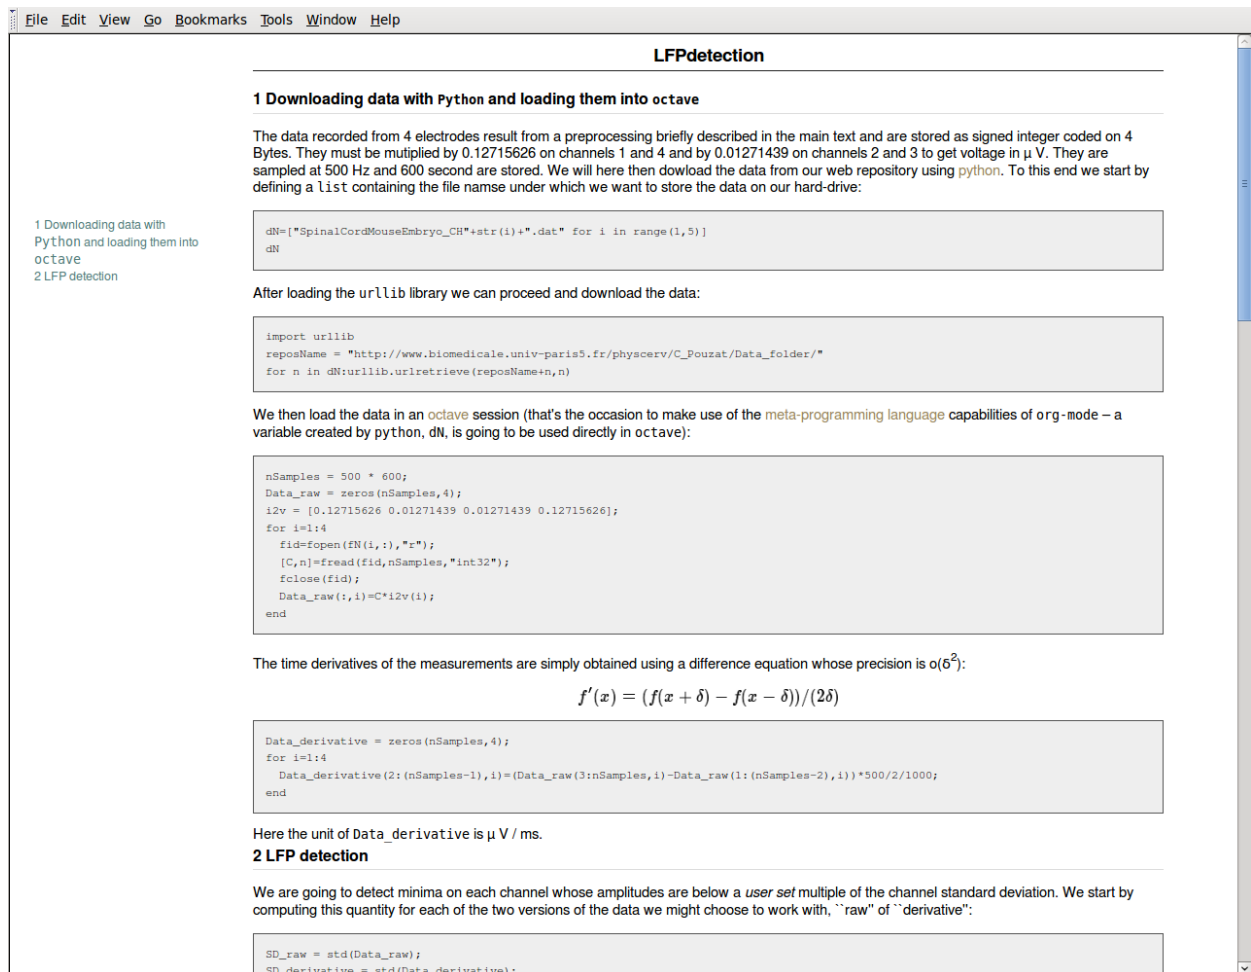 File Edit View Go Bookmarks Tools Window Help
LFPdetection
1 Downloading data with Python and loading them into octave
The data recorded from 4 electrodes result from a preprocessing briefly described in the main text and are stored as signed integer coded on 4
Bytes. They must be mutiplied by 0.12715626 on channels 1 and 4 and by 0.01271439 on channels 2 and 3 to get voltage in μ V. They are
sampled at 500 Hz and 600 second are stored. We will here then dowload the data from our web repository using python. To this end we start by
defining a list containing the file namse under which we want to store the data on our hard-drive:
1 Downloading data with
Python and loading them into
octave
2 LFP detection
dN=["SpinalCordMouseEmbryo_CH"+str(i)+".dat" for i in range(1,5)]
dN
After loading the urllib library we can proceed and download the data:
import urllib
reposName = "http://www.biomedicale.univ-paris5.fr/physcerv/C_Pouzat/Data_folder/"
for n in dN:urllib.urlretrieve(reposName+n,n)
We then load the data in an octave session (that's the occasion to make use of the meta-programming language capabilities of org-mode – a
variable created by python, dN, is going to be used directly in octave):
nSamples = 500 * 600;
Data_raw = zeros(nSamples,4);
i2v = [0.12715626 0.01271439 0.01271439 0.12715626];
for i=1:4
  fid=fopen(fN(i,:),"r");
  [C,n]=fread(fid,nSamples,"int32");
  fclose(fid);
  Data_raw(:,i)=C*i2v(i);
end
The time derivatives of the measurements are simply obtained using a difference equation whose precision is o(δ²):
f′(x) = (f(x + δ) − f(x − δ))/(2δ)
Data_derivative = zeros(nSamples,4);
for i=1:4
  Data_derivative(2:(nSamples-1),i)=(Data_raw(3:nSamples,i)-Data_raw(1:(nSamples-2),i))*500/2/1000;
end
Here the unit of Data_derivative is μ V / ms.
2 LFP detection
We are going to detect minima on each channel whose amplitudes are below a user set multiple of the channel standard deviation. We start by
computing this quantity for each of the two versions of the data we might choose to work with, ``raw'' of ``derivative'':
SD_raw = std(Data_raw);
SD_derivative = std(Data_derivative);